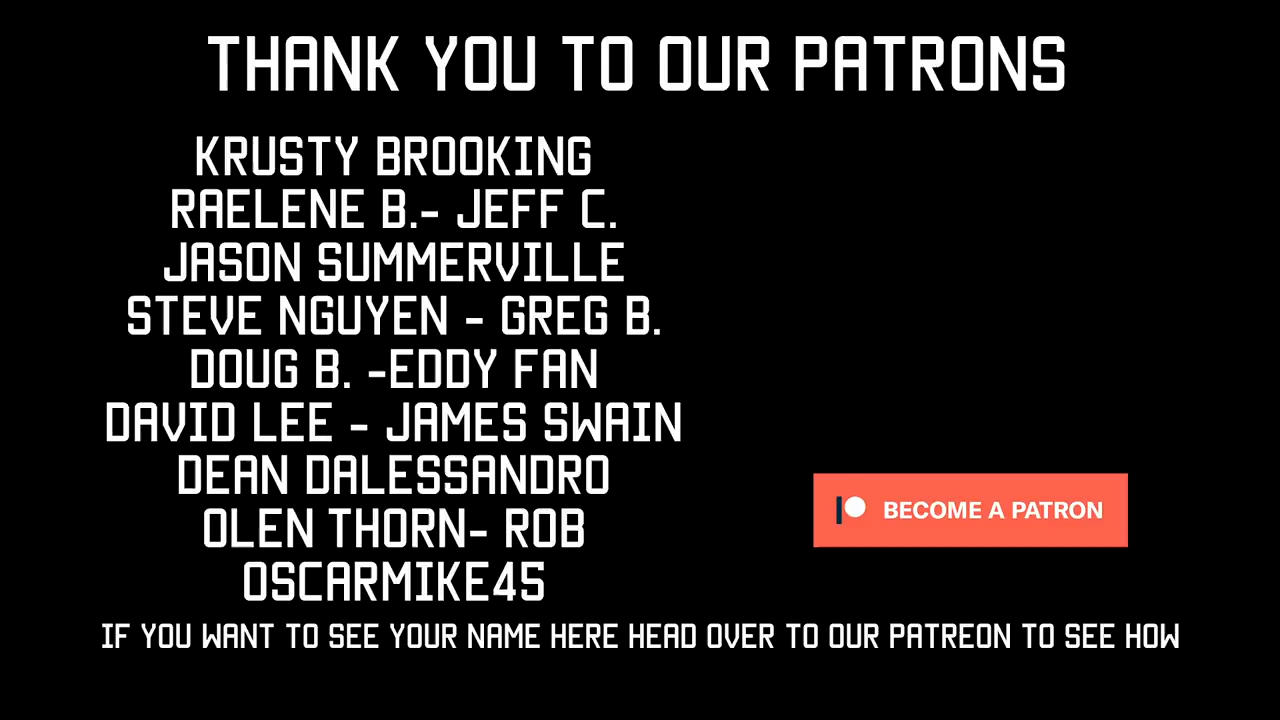 THANK YOU TO OUR PATRONS
KRUSTY BROOKING
RAELENE B.- JEFF C.
JASON SUMMERVILLE
STEVE NGUYEN - GREG B.
DOUG B. -EDDY FAN
DAVID LEE - JAMES SWAIN
DEAN DALESSANDRO
OLEN THORN- ROB
OSCARMIKE45
BECOME A PATRON
IF YOU WANT TO SEE YOUR NAME HERE HEAD OVER TO OUR PATREON TO SEE HOW